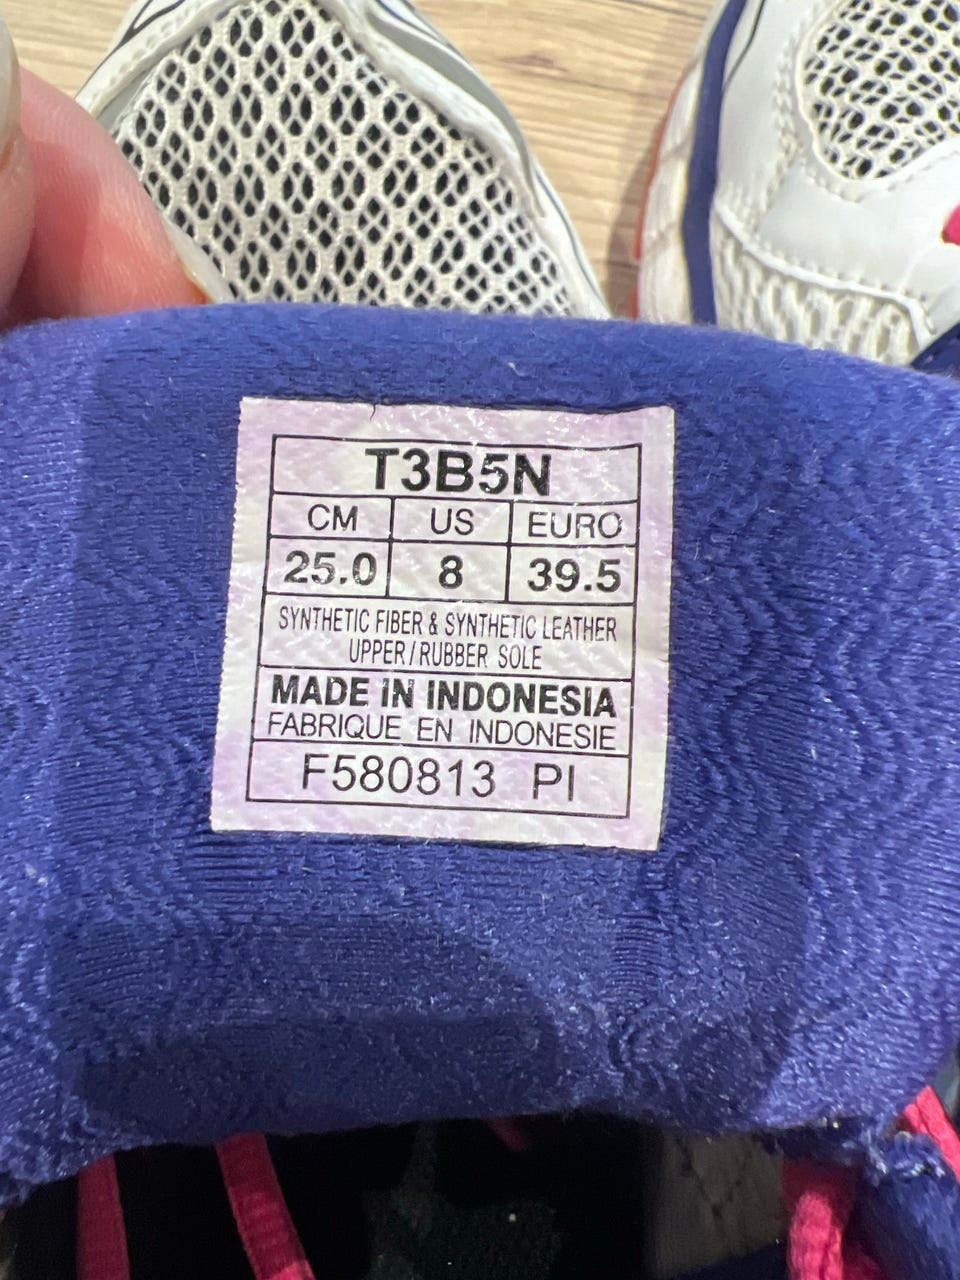 T3B5N
CM US EURO
25.0 8 39.5
SYNTHETIC FIBER & SYNTHETIC LEATHER
UPPER/RUBBER SOLE
MADE IN INDONESIA
FABRIQUE EN INDONESIE
F580813 PI